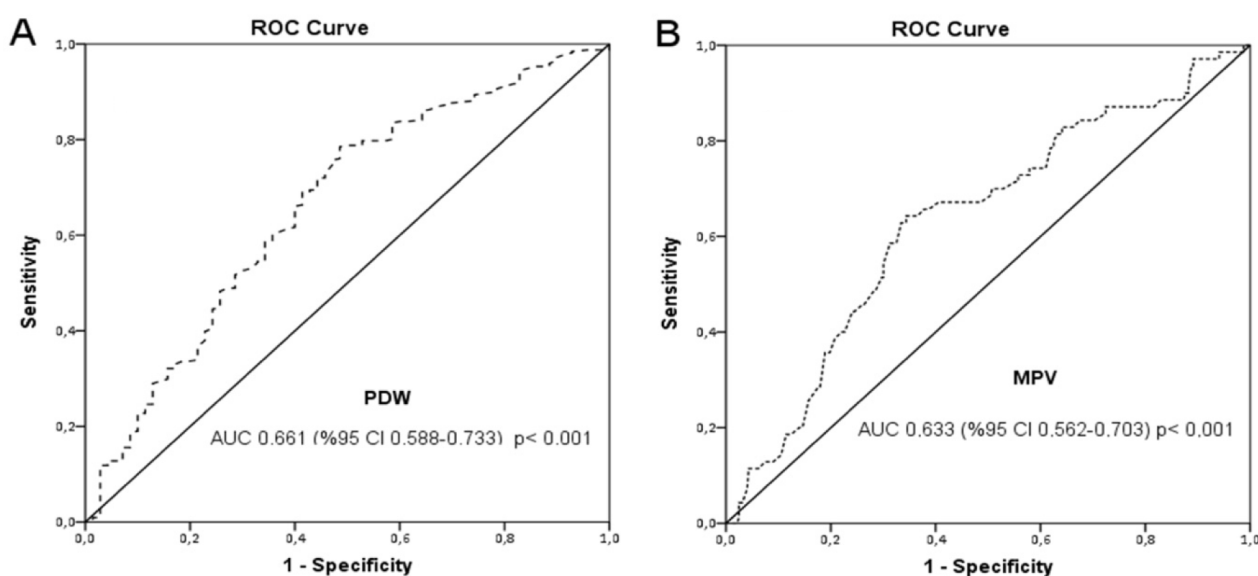 A
ROC Curve
1,0
0,8
0,6
0,4
0,2
0,0
Sensitivity
PDW
AUC 0.661 (%95 CI 0.588-0.733) p< 0.001
0,0 0,2 0,4 0,6 0,8 1,0
1 - Specificity
B
ROC Curve
1,0
0,8
0,6
0,4
0,2
0,0
Sensitivity
MPV
AUC 0.633 (%95 CI 0.562-0.703) p< 0.001
0,0 0,2 0,4 0,6 0,8 1,0
1 - Specificity